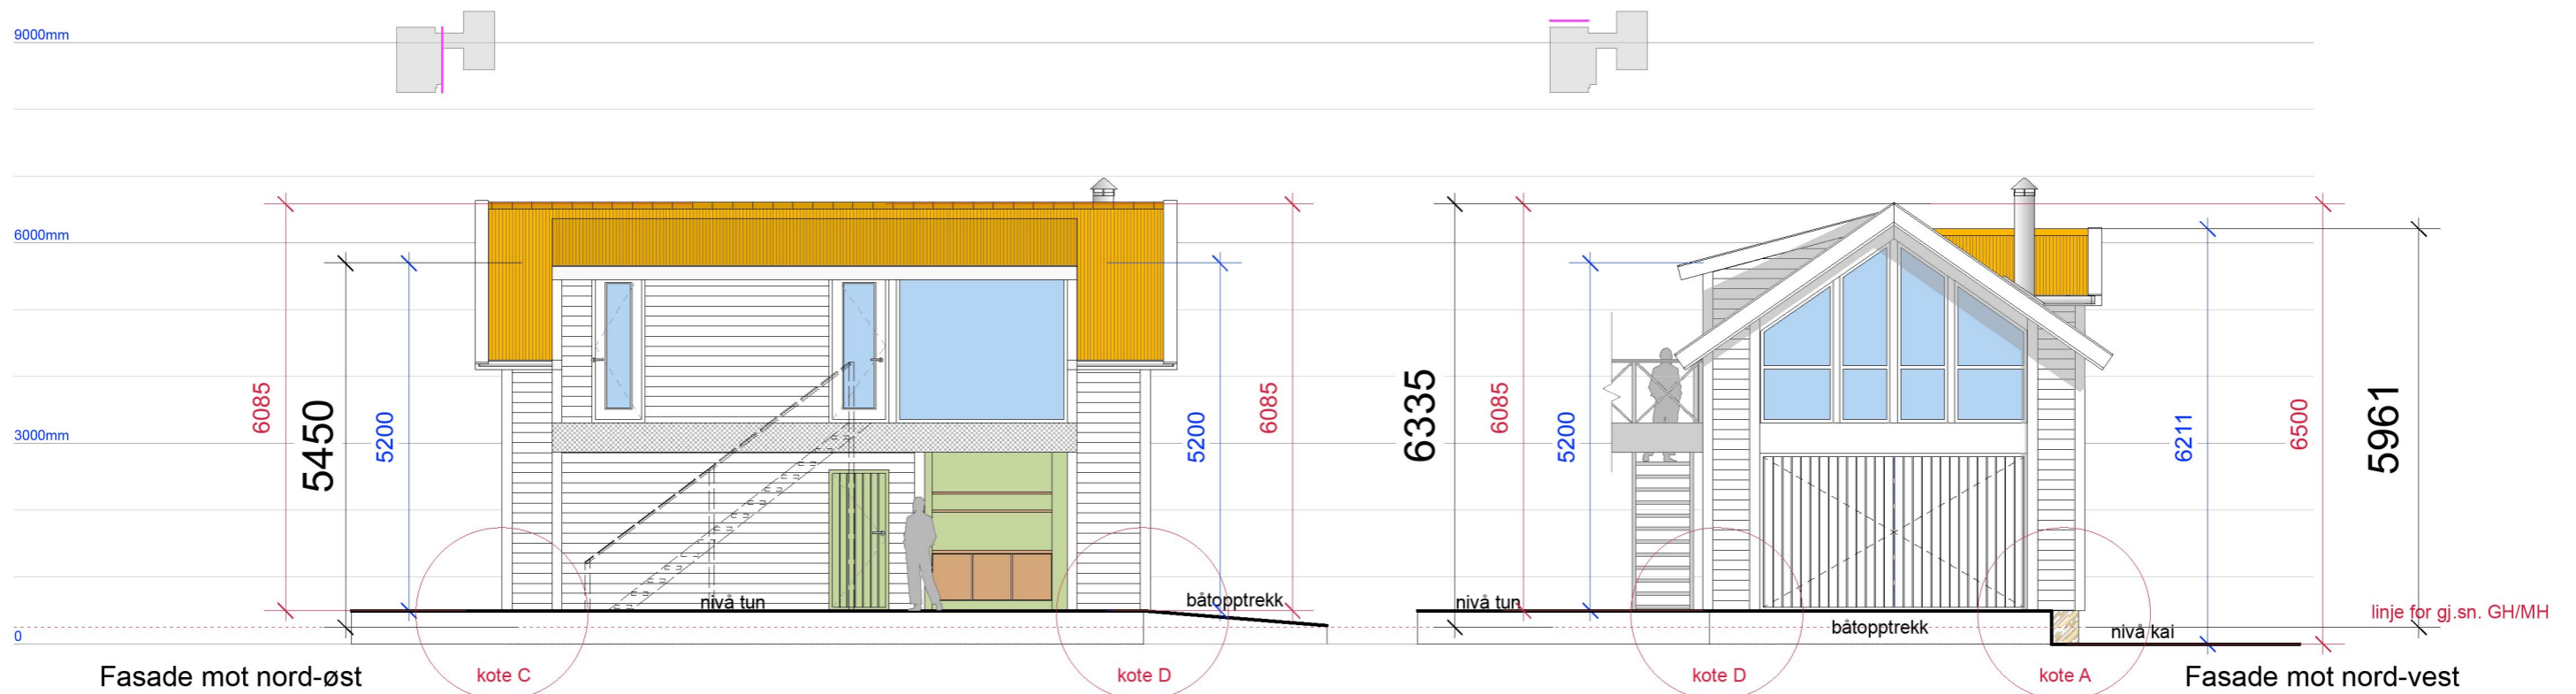 9000mm
6000mm
3000mm
0
6085
5450
5200
5200
6085
nivå tun
båtopptrekk
kote C
kote D
Fasade mot nord-øst
6335
6085
5200
6211
6500
5961
nivå tun
båtopptrekk
nivå kai
linje for gj.sn. GH/MH
kote D
kote A
Fasade mot nord-vest